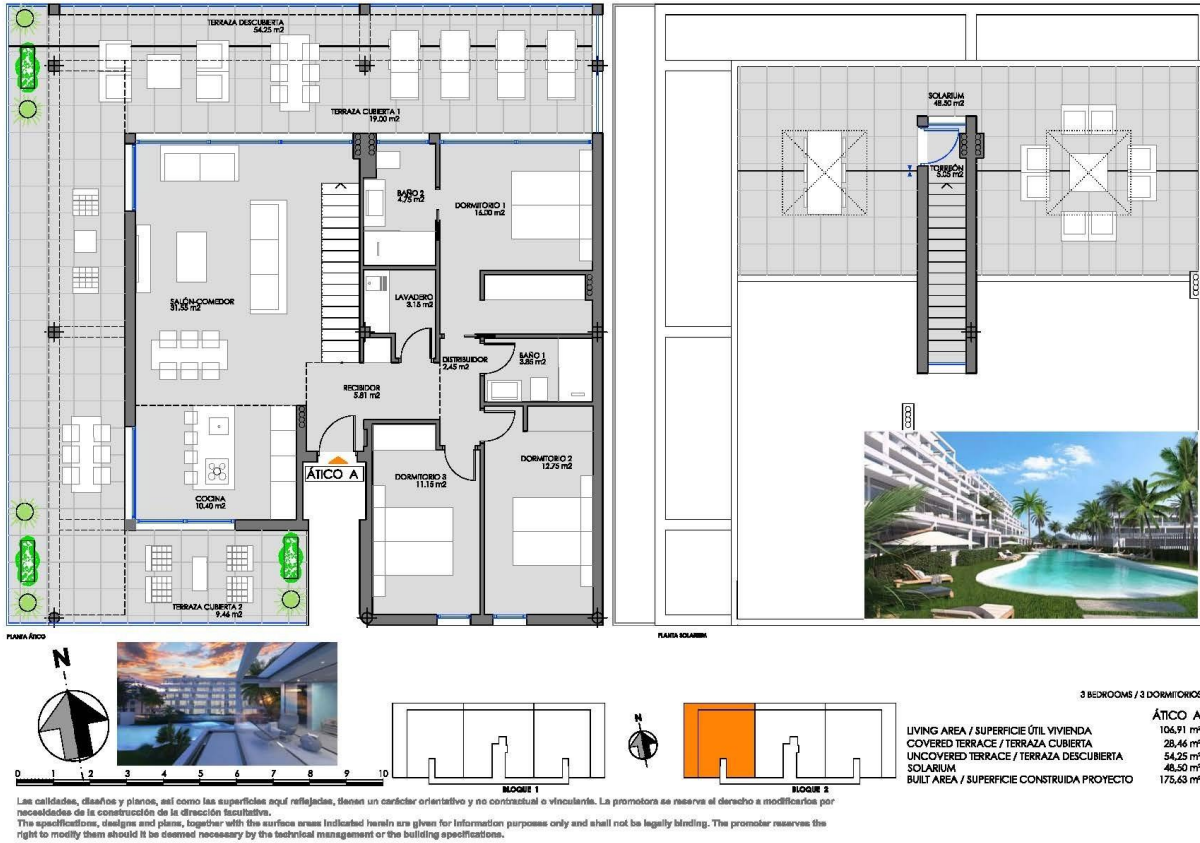 TERRAZA DESCUBIERTA
54.25 m2
TERRAZA CUBIERTA 1
19.00 m2
BAÑO 2
4.75 m2
DORMITORIO 1
16.00 m2
SALÓN-COMEDOR
31.55 m2
LAVADERO
3.15 m2
DISTRIBUIDOR
2.45 m2
BAÑO 1
3.85 m2
RECIBIDOR
5.81 m2
ÁTICO A
DORMITORIO 2
12.75 m2
DORMITORIO 3
11.15 m2
COCINA
10.40 m2
TERRAZA CUBIERTA 2
9.46 m2
PLANTA ÁTICO
SOLARIUM
48.50 m2
TORREÓN
5.05 m2
PLANTA SOLARIUM
N
0 1 2 3 4 5 6 7 8 9 10
BLOQUE 1
N
BLOQUE 2
3 BEDROOMS / 3 DORMITORIOS
ÁTICO A
LIVING AREA / SUPERFICIE ÚTIL VIVIENDA 106,91 m²
COVERED TERRACE / TERRAZA CUBIERTA 28,46 m²
UNCOVERED TERRACE / TERRAZA DESCUBIERTA 54,25 m²
SOLARIUM 48,50 m²
BUILT AREA / SUPERFICIE CONSTRUIDA PROYECTO 175,63 m²
Las calidades, diseños y planos, así como las superficies aquí reflejadas, tienen un carácter orientativo y no contractual o vinculante. La promotora se reserva el derecho a modificarlos por
necesidades de la construcción de la dirección facultativa.
The specifications, designs and plans, together with the surface areas indicated herein are given for information purposes only and shall not be legally binding. The promoter reserves the
right to modify them should it be deemed necessary by the technical management or the building specifications.